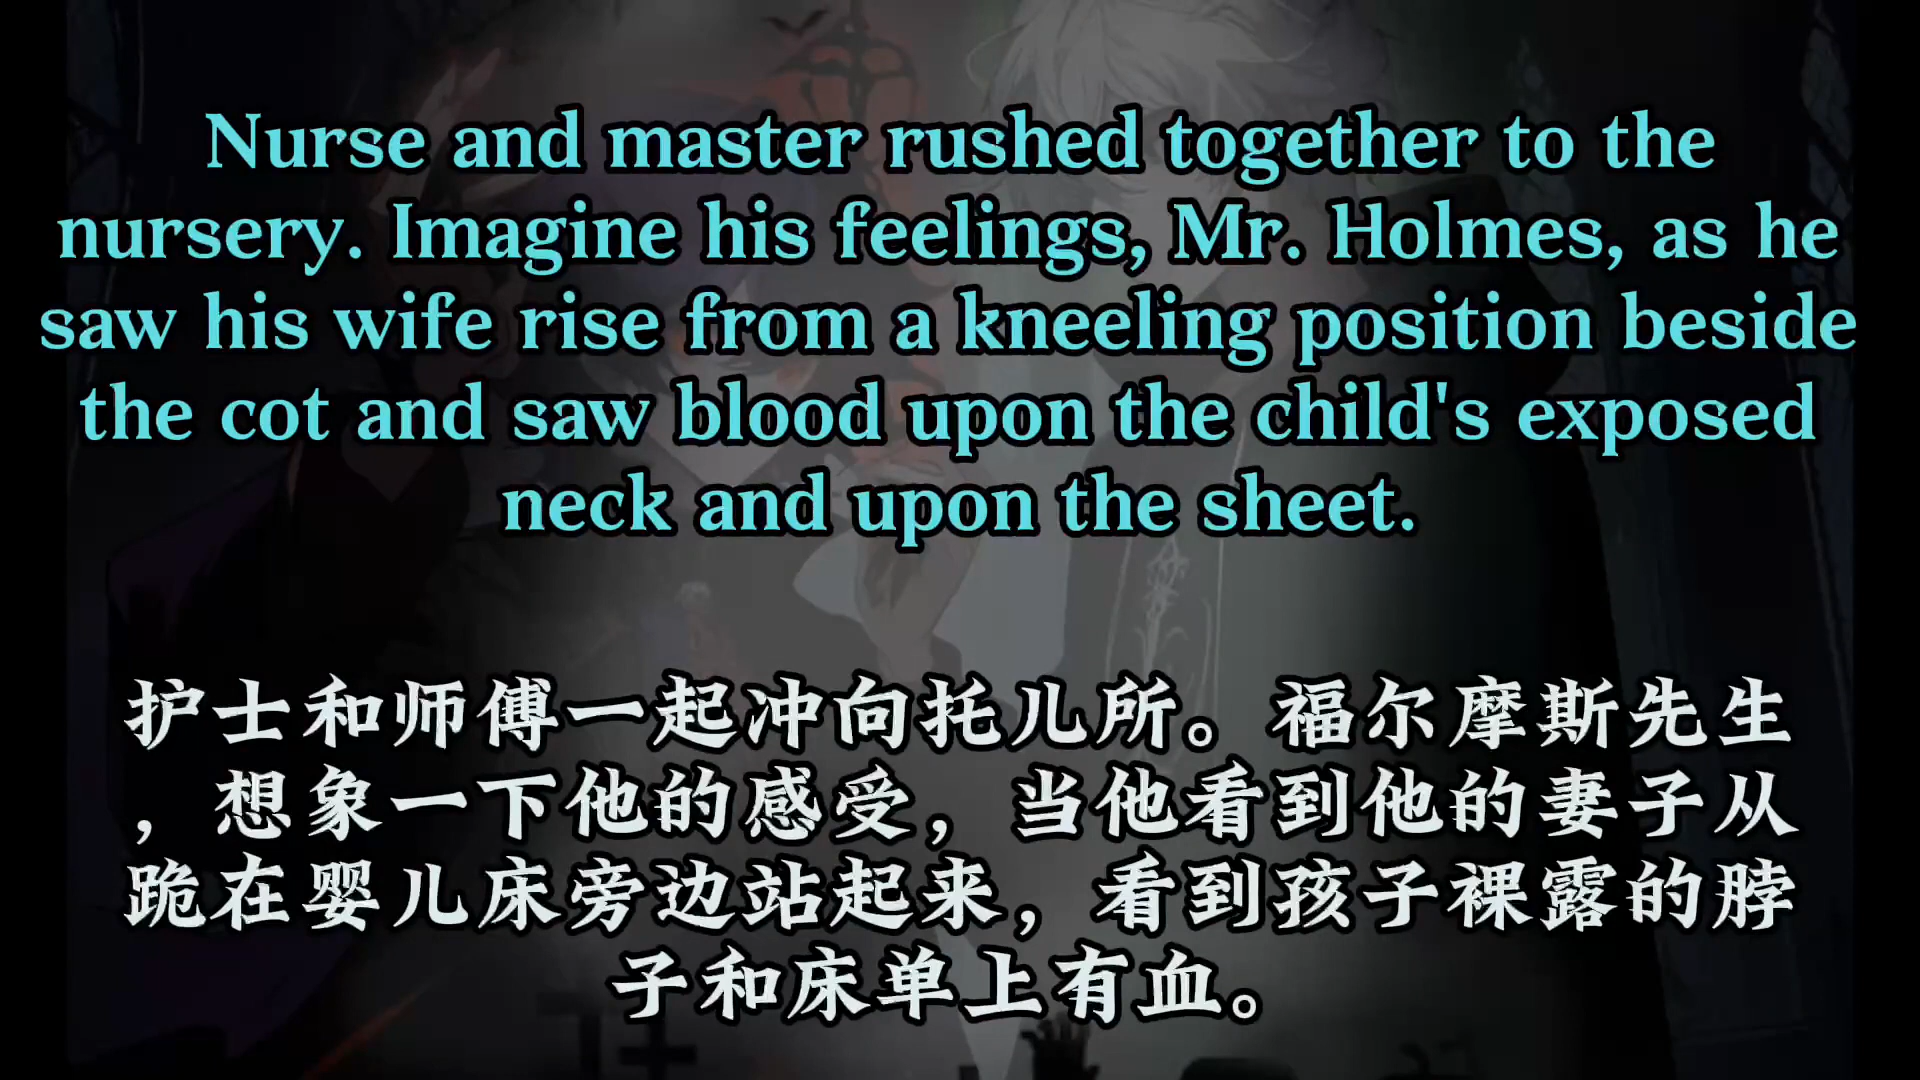 Nurse and master rushed together to the
nursery. Imagine his feelings, Mr. Holmes, as he
saw his wife rise from a kneeling position beside
the cot and saw blood upon the child's exposed
neck and upon the sheet.
护士和师傅一起冲向托儿所。福尔摩斯先生
，想象一下他的感受，当他看到他的妻子从
跪在婴儿床旁边站起来，看到孩子裸露的脖
子和床单上有血。